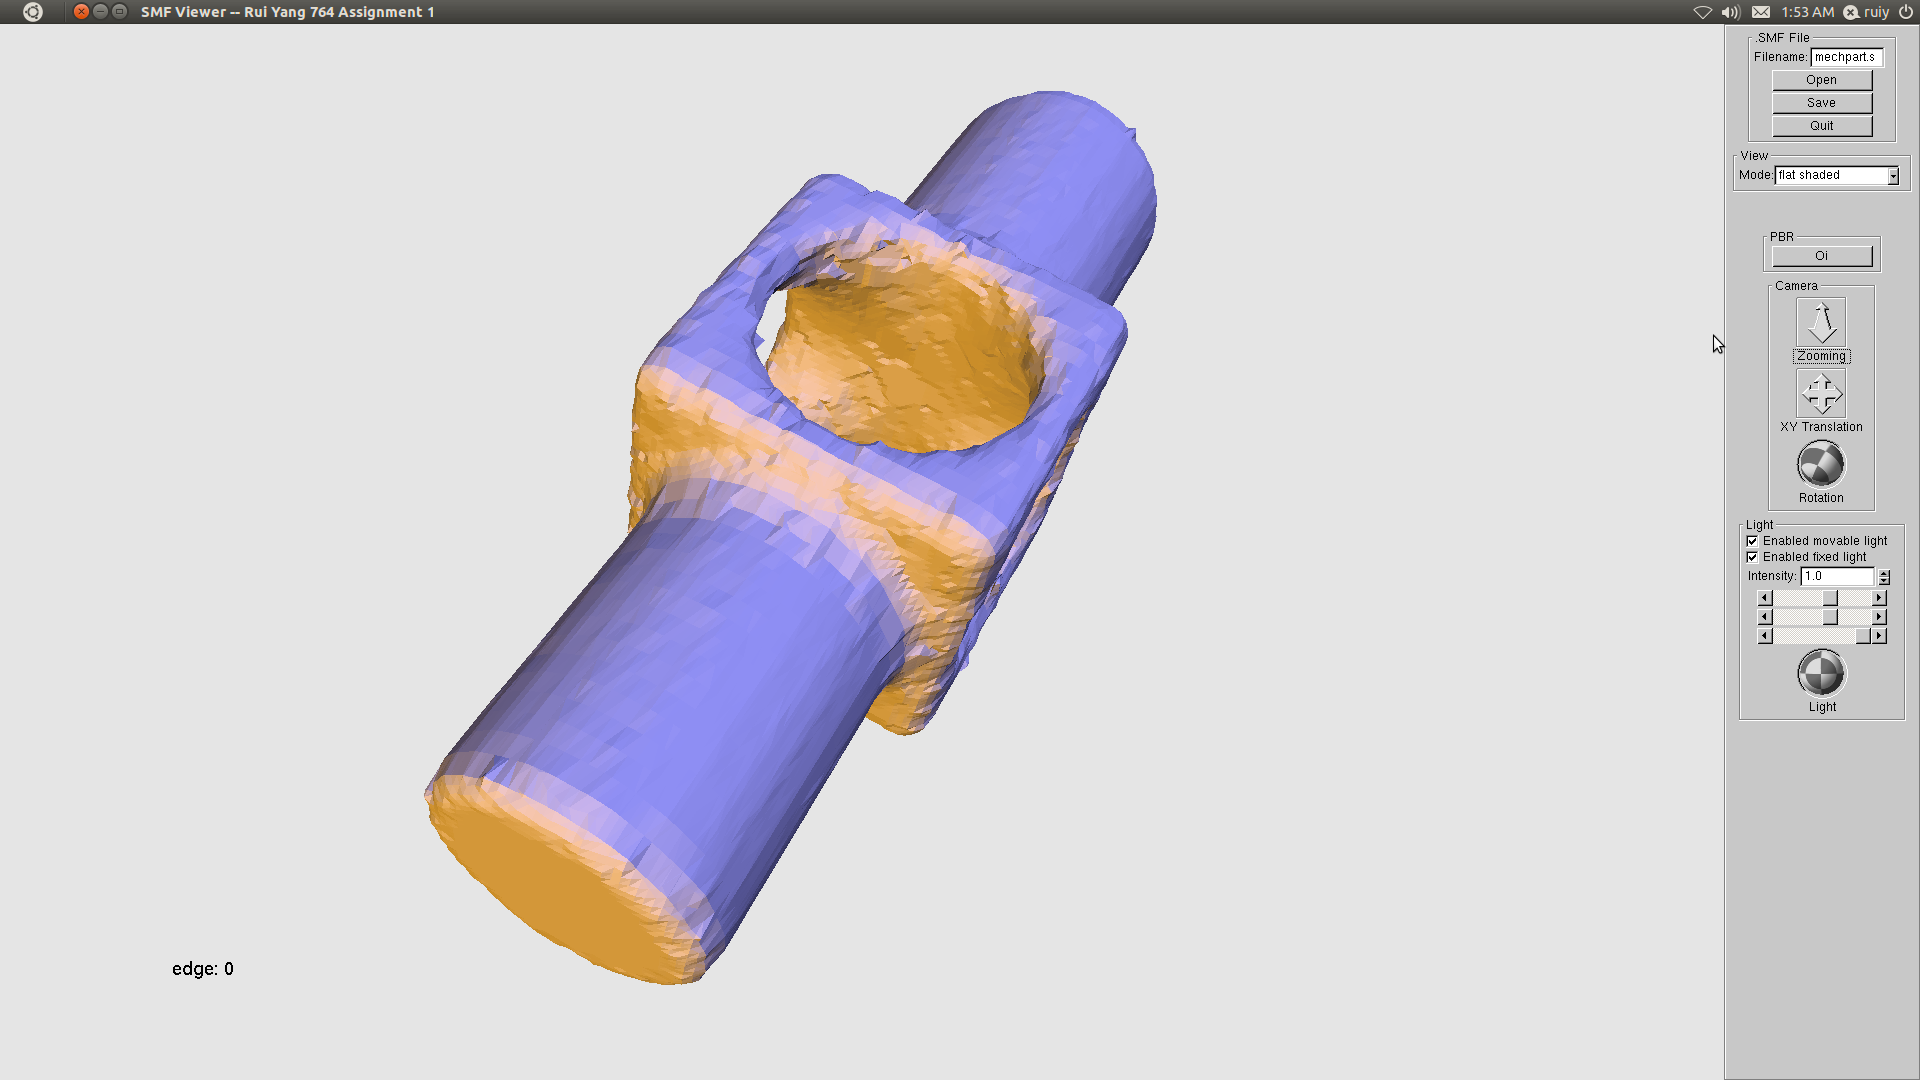 SMF Viewer -- Rui Yang 764 Assignment 1
1:53 AM ruiy
.SMF File
Filename: mechpart.s
Open
Save
Quit
View
Mode: flat shaded
PBR
Oi
Camera
Zooming
XY Translation
Rotation
Light
Enabled movable light
Enabled fixed light
Intensity: 1.0
Light
edge: 0